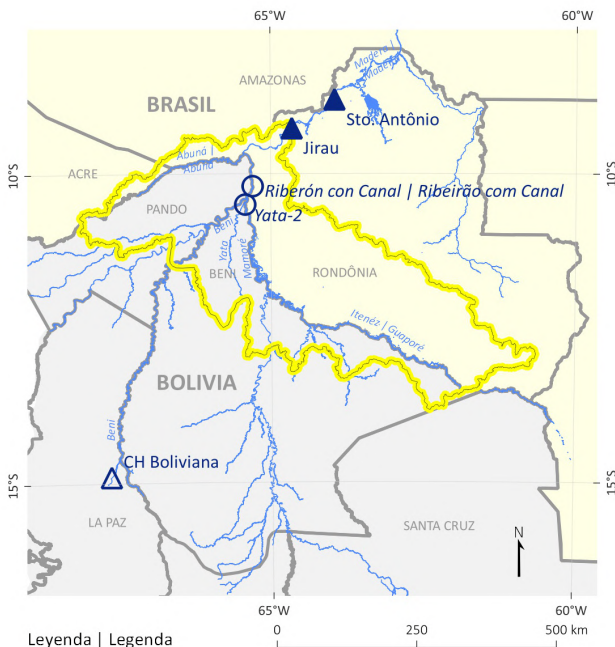 65°W
60°W
Madera |
Madeira
AMAZONAS
BRASIL
Sto. Antônio
Jirau
Abunã |
Abuná
10°S
10°S
ACRE
Riberón con Canal | Ribeirão com Canal
PANDO
Yata-2
Beni
Yata
Mamoré
BENI
RONDÔNIA
Itenéz | Guaporé
BOLIVIA
Beni
CH Boliviana
15°S
15°S
LA PAZ
SANTA CRUZ
N
65°W
60°W
Leyenda | Legenda
0
250
500 km